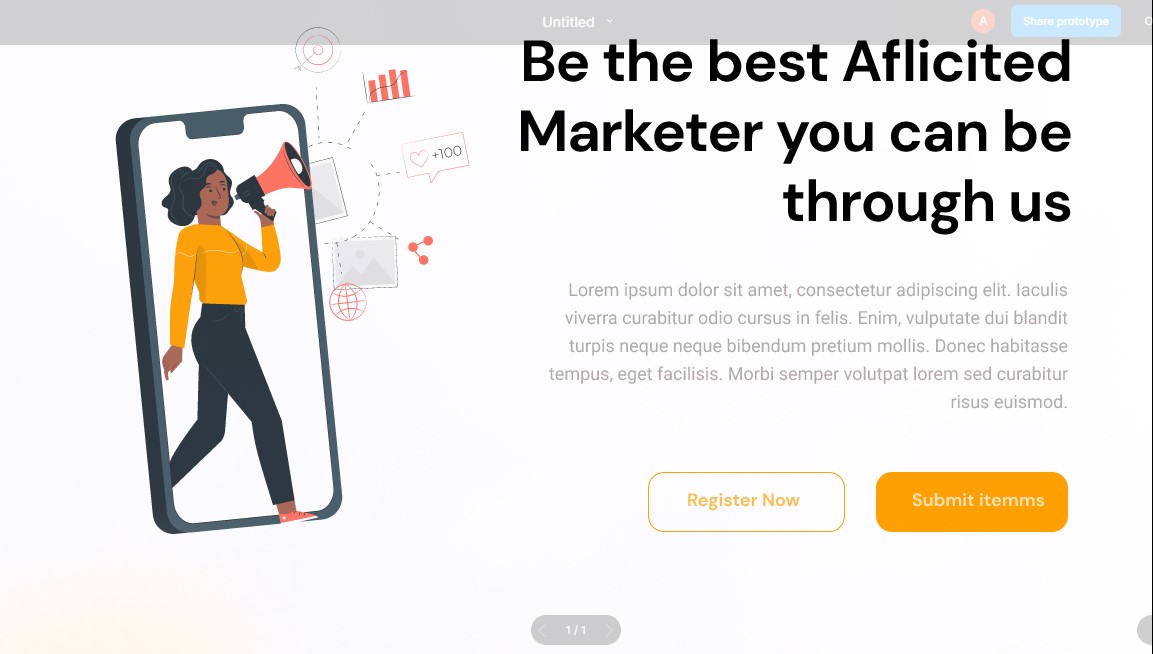 Untitled
A
Share prototype
Be the best Aflicited
Marketer you can be
through us
+100
Lorem ipsum dolor sit amet, consectetur adipiscing elit. Iaculis
viverra curabitur odio cursus in felis. Enim, vulputate dui blandit
turpis neque neque bibendum pretium mollis. Donec habitasse
tempus, eget facilisis. Morbi semper volutpat lorem sed curabitur
risus euismod.
Register Now
Submit itemms
1 / 1